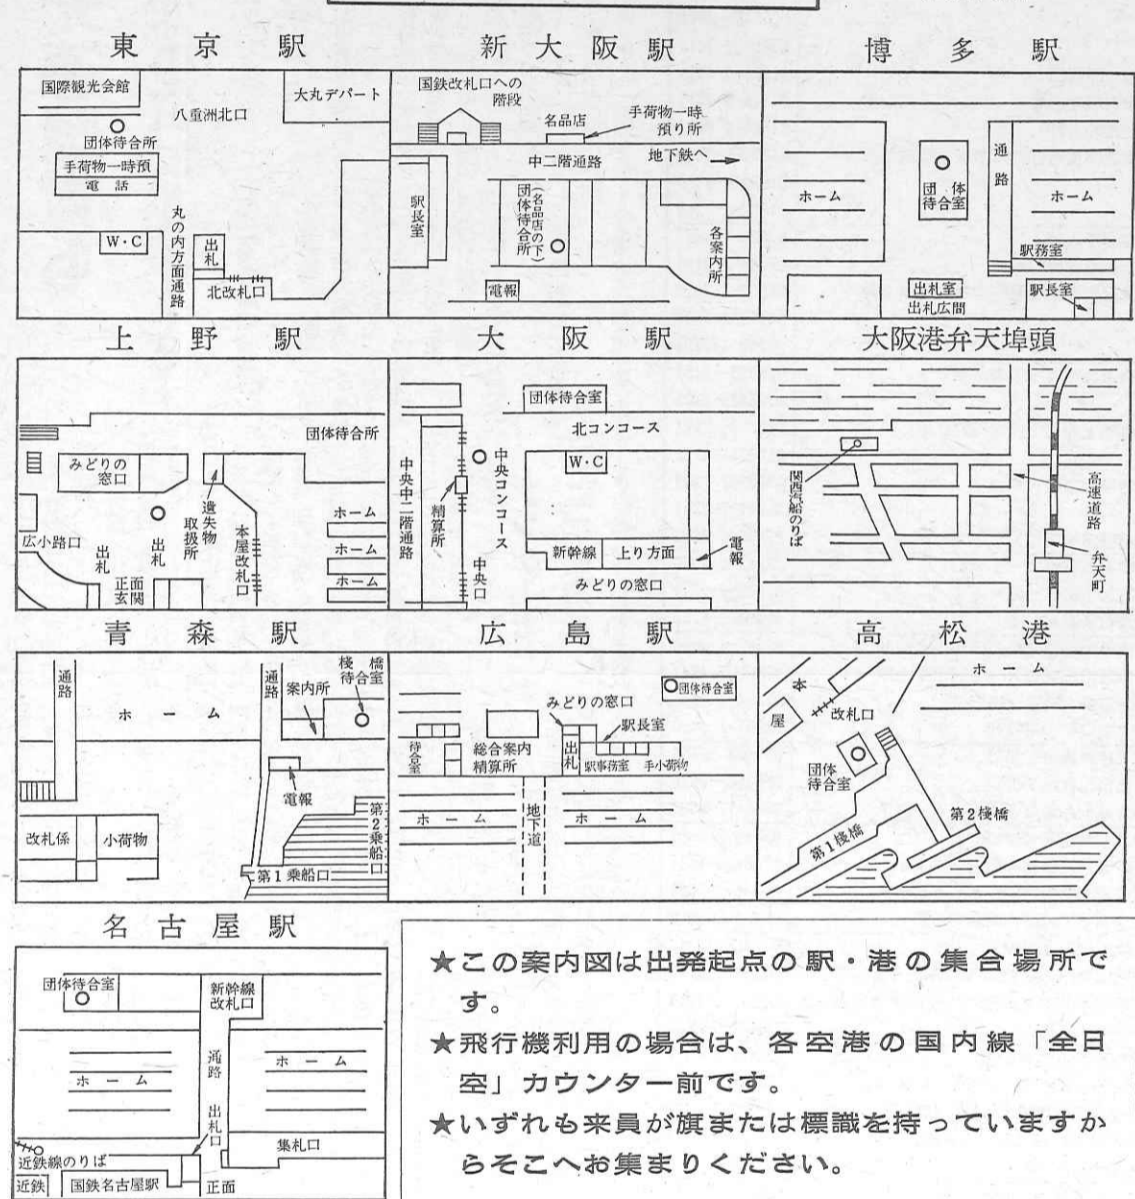 東京駅
国際観光会館
大丸デパート
八重洲北口
団体待合所
手荷物一時預
電話
W・C
丸の内方面通路
出札
北改札口
新大阪駅
国鉄改札口への
階段
名品店
手荷物一時
預り所
中二階通路
地下鉄へ
駅長室
団体待合所
(名品店の下)
各案内所
電報
博多駅
通路
団体
待合室
ホーム
ホーム
駅務室
出札室
出札広間
駅長室
上野駅
団体待合所
みどりの
窓口
遺失物
取扱所
本屋改札口
ホーム
ホーム
ホーム
広小路口
出札
出札
正面
玄関
大阪駅
団体待合室
北コンコース
W・C
中央中二階通路
精算所
中央コンコース
中央口
新幹線
上り方面
電報
みどりの窓口
大阪港弁天埠頭
関西汽船のりば
高速道路
弁天町
青森駅
通路
ホーム
通路
案内所
桟橋
待合室
電報
改札係
小荷物
第1乗船口
第2乗船口
広島駅
団体待合室
みどりの窓口
駅長室
待合室
総合案内
精算所
出札
駅事務室
手小荷物
ホーム
地下道
ホーム
高松港
ホーム
本
屋
改札口
団体
待合室
第1桟橋
第2桟橋
名古屋駅
団体待合室
新幹線
改札口
通路
ホーム
ホーム
出札口
集札口
近鉄線のりば
近鉄
国鉄名古屋駅
正面
★この案内図は出発起点の駅・港の集合場所で
す。
★飛行機利用の場合は、各空港の国内線「全日
空」カウンター前です。
★いずれも来員が旗または標識を持っていますか
らそこへお集まりください。